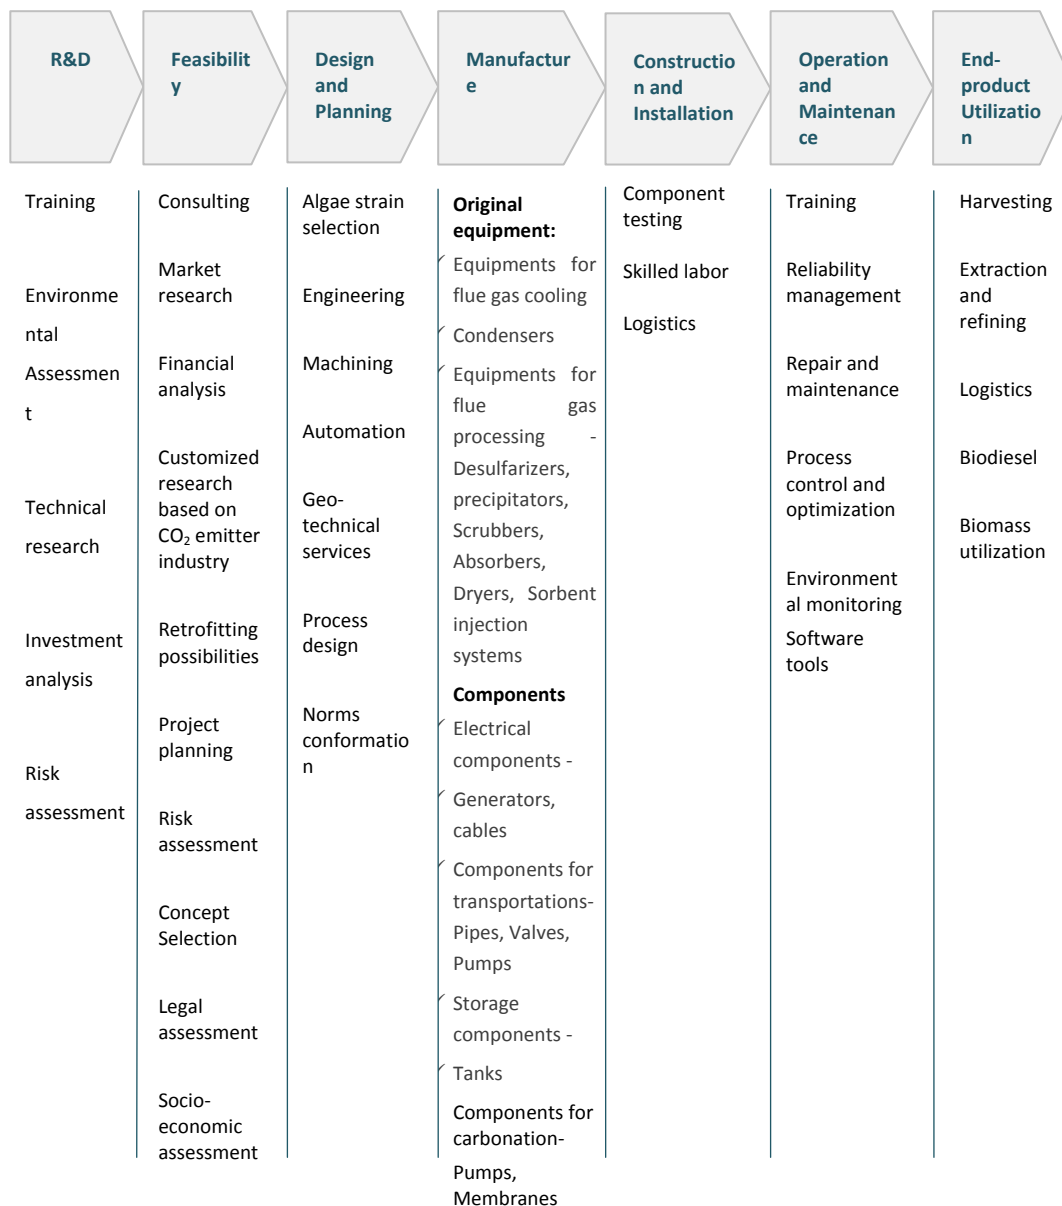 R&D
Feasibilit
y
Design
and
Planning
Manufactur
e
Constructio
n and
Installation
Operation
and
Maintenan
ce
End-
product
Utilizatio
n
Training
Environme
ntal
Assessmen
t
Technical
research
Investment
analysis
Risk
assessment
Consulting
Market
research
Financial
analysis
Customized
research
based on
CO₂ emitter
industry
Retrofitting
possibilities
Project
planning
Risk
assessment
Concept
Selection
Legal
assessment
Socio-
economic
assessment
Algae strain
selection
Engineering
Machining
Automation
Geo-
technical
services
Process
design
Norms
conformatio
n
Original
equipment:
✓ Equipments for
flue gas cooling
✓ Condensers
✓ Equipments for
flue gas
processing -
Desulfarizers,
precipitators,
Scrubbers,
Absorbers,
Dryers, Sorbent
injection
systems
Components
✓ Electrical
components -
✓ Generators,
cables
✓ Components for
transportations-
Pipes, Valves,
Pumps
✓ Storage
components -
✓ Tanks
Components for
carbonation-
Pumps,
Membranes
Component
testing
Skilled labor
Logistics
Training
Reliability
management
Repair and
maintenance
Process
control and
optimization
Environment
al monitoring
Software
tools
Harvesting
Extraction
and
refining
Logistics
Biodiesel
Biomass
utilization